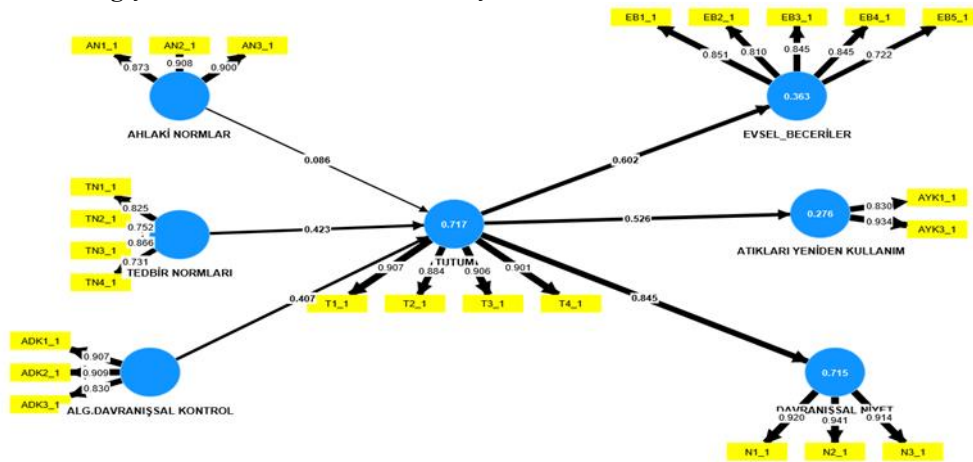 AN1_1 AN2_1 AN3_1
0.873 0.908 0.900
AHLAKİ NORMLAR
EB1_1 EB2_1 EB3_1 EB4_1 EB5_1
0.851 0.810 0.845 0.845 0.722
0.363
EVSEL_BECERİLER
0.086
0.602
TN1_1
TN2_1
TN3_1
TN4_1
0.825
0.752
0.866
0.731
TEDBİR NORMLARI
0.423
0.717
TUTUM
0.526
0.276
ATIKLARI YENİDEN KULLANIM
AYK1_1
AYK3_1
0.830
0.934
0.907 0.884 0.906 0.901
T1_1 T2_1 T3_1 T4_1
0.407
0.845
ADK1_1
ADK2_1
ADK3_1
0.907
0.909
0.830
ALG.DAVRANIŞSAL KONTROL
0.715
DAVRANIŞSAL NİYET
0.920 0.941 0.914
N1_1 N2_1 N3_1